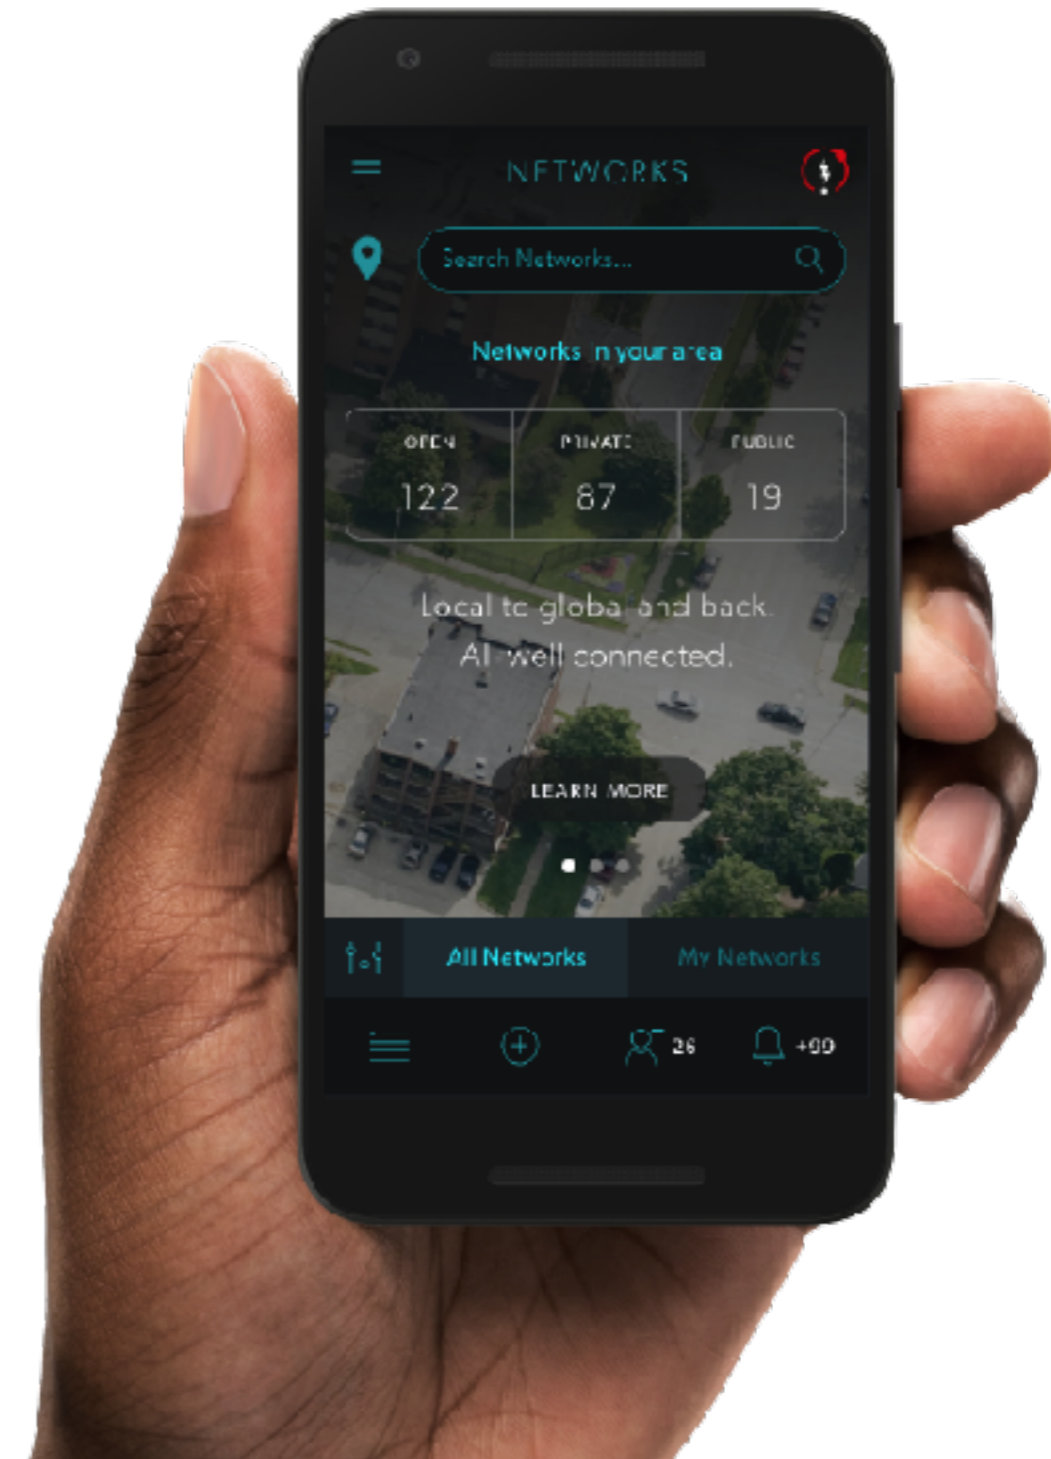 NETWORKS
Search Networks...
Networks in your area
OPEN PRIVATE PUBLIC
122 87 19
Local to global and back.
All well connected.
LEARN MORE
All Networks My Networks
26 +99